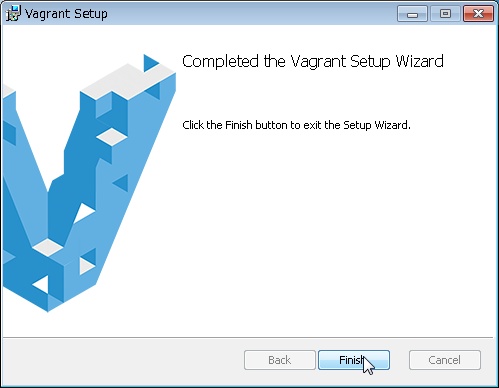 Vagrant Setup
Completed the Vagrant Setup Wizard
Click the Finish button to exit the Setup Wizard.
Back
Finish
Cancel